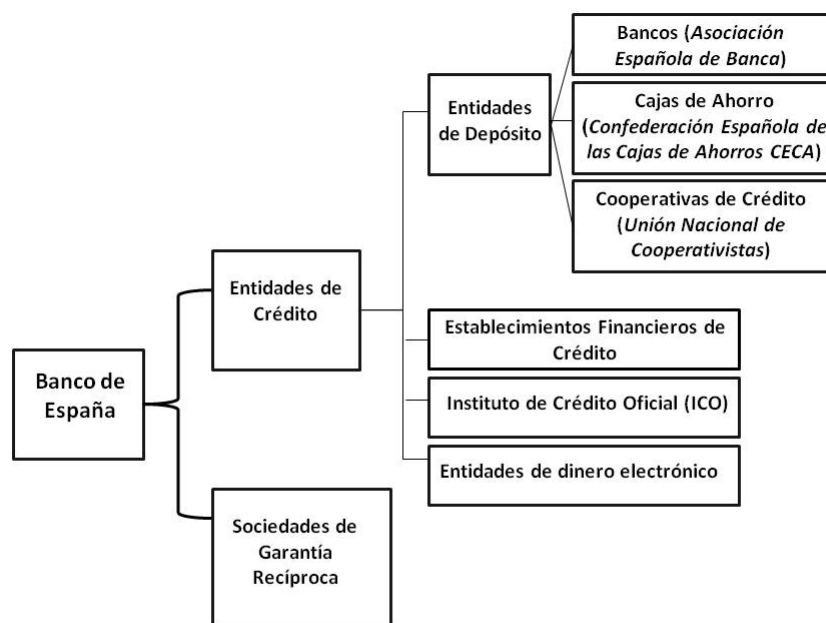 Bancos (Asociación
Española de Banca)
Entidades
de Depósito
Cajas de Ahorro
(Confederación Española de
las Cajas de Ahorros CECA)
Cooperativas de Crédito
(Unión Nacional de
Cooperativistas)
Entidades de
Crédito
Establecimientos Financieros de
Crédito
Banco de
España
Instituto de Crédito Oficial (ICO)
Entidades de dinero electrónico
Sociedades de
Garantía
Recíproca